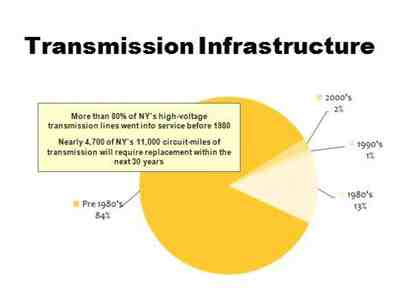 Transmission Infrastructure
More than 80% of NY's high-voltage
transmission lines went into service before 1980
Nearly 4,700 of NY's 11,000 circuit-miles of
transmission will require replacement within the
next 30 years
2000's
2%
1990's
1%
1980's
13%
Pre 1980's
84%